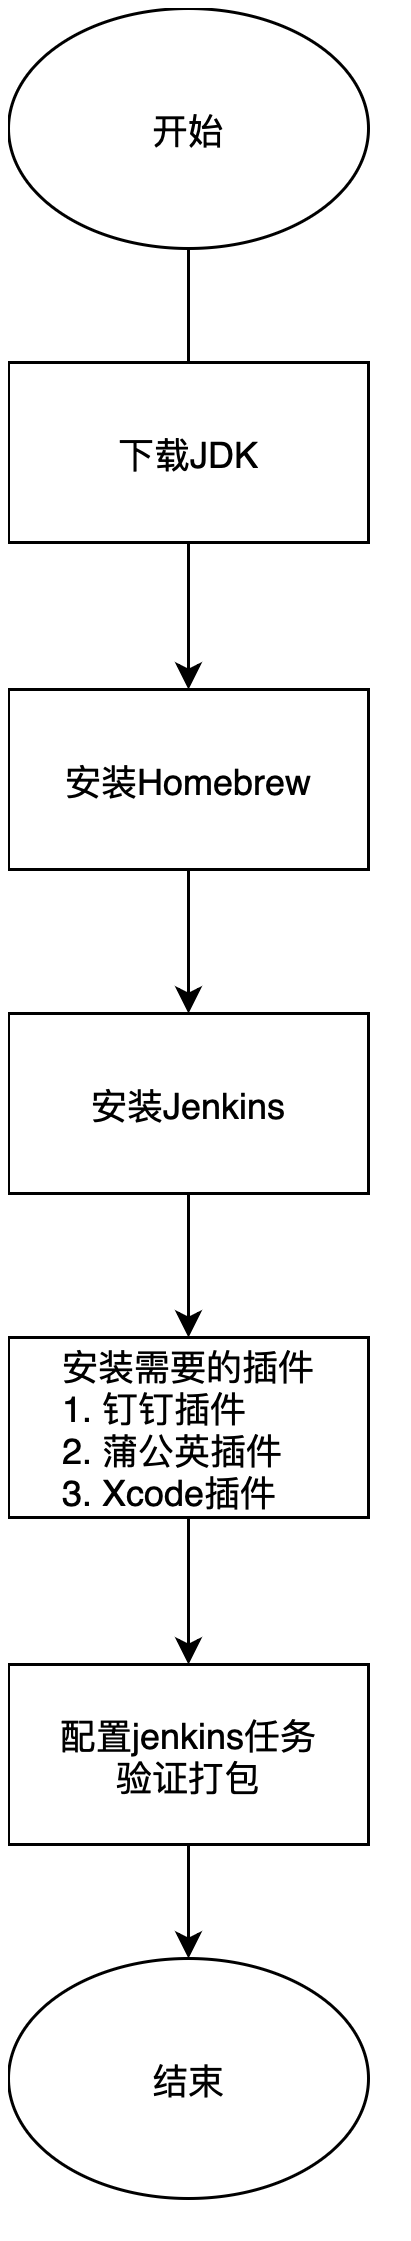 开始
下载JDK
安装Homebrew
安装Jenkins
安装需要的插件
1. 钉钉插件
2. 蒲公英插件
3. Xcode插件
配置jenkins任务
验证打包
结束